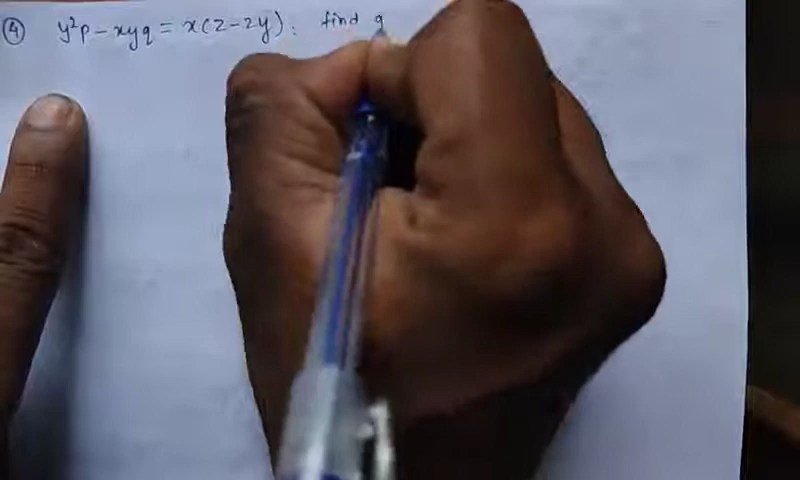 ④ y²p - xyq = x(z-2y). find g